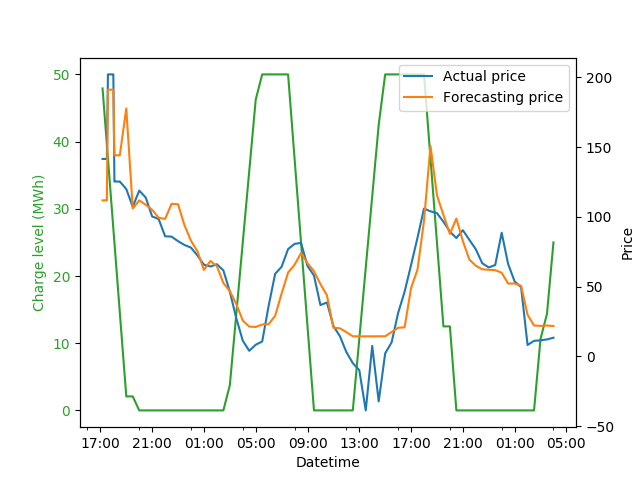 Actual price
Forecasting price
50
40
30
20
10
0
Charge level (MWh)
200
150
100
50
0
−50
Price
17:00 21:00 01:00 05:00 09:00 13:00 17:00 21:00 01:00 05:00
Datetime